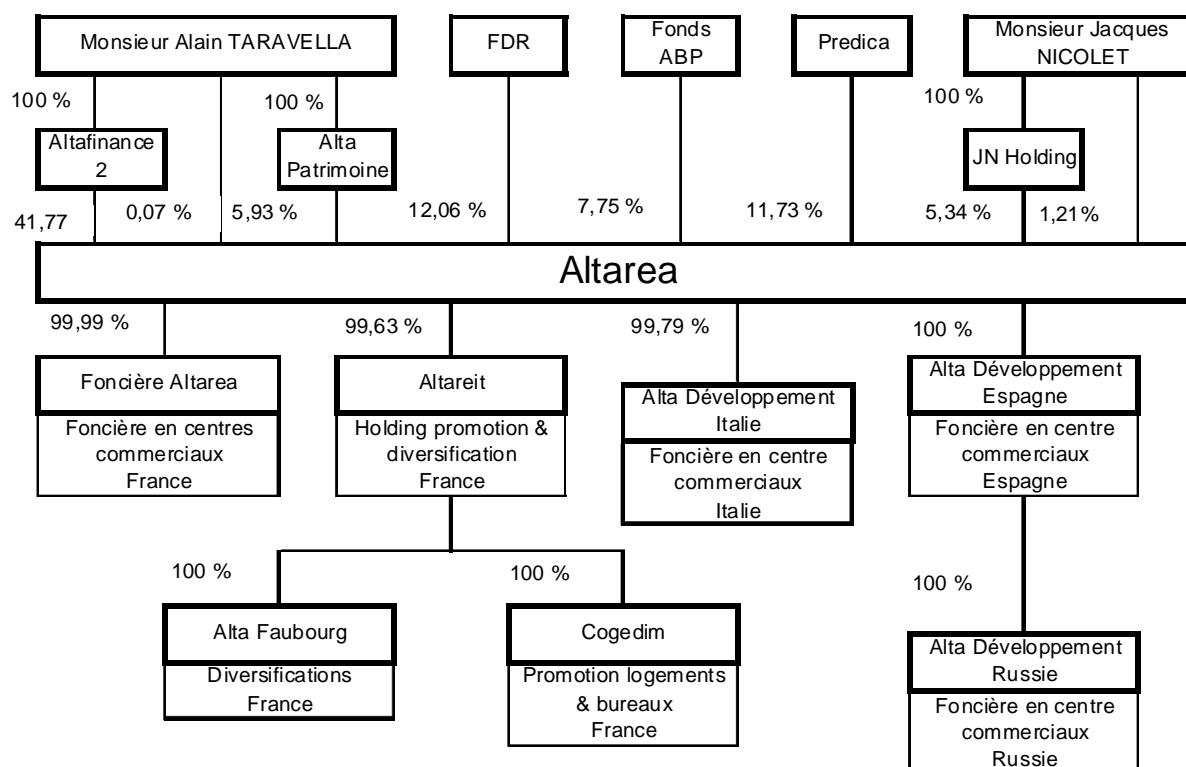 Monsieur Alain TARAVELLA
FDR
Fonds
ABP
Predica
Monsieur Jacques
NICOLET
100 %
100 %
100 %
Altafinance
2
Alta
Patrimoine
JN Holding
41,77
0,07 %
5,93 %
12,06 %
7,75 %
11,73 %
5,34 %
1,21 %
Altarea
99,99 %
99,63 %
99,79 %
100 %
Foncière Altarea
Foncière en centres
commerciaux
France
Altareit
Holding promotion &
diversification
France
Alta Développement
Italie
Foncière en centre
commerciaux
Italie
Alta Développement
Espagne
Foncière en centre
commerciaux
Espagne
100 %
100 %
100 %
Alta Faubourg
Diversifications
France
Cogedim
Promotion logements
& bureaux
France
Alta Développement
Russie
Foncière en centre
commerciaux
Russie